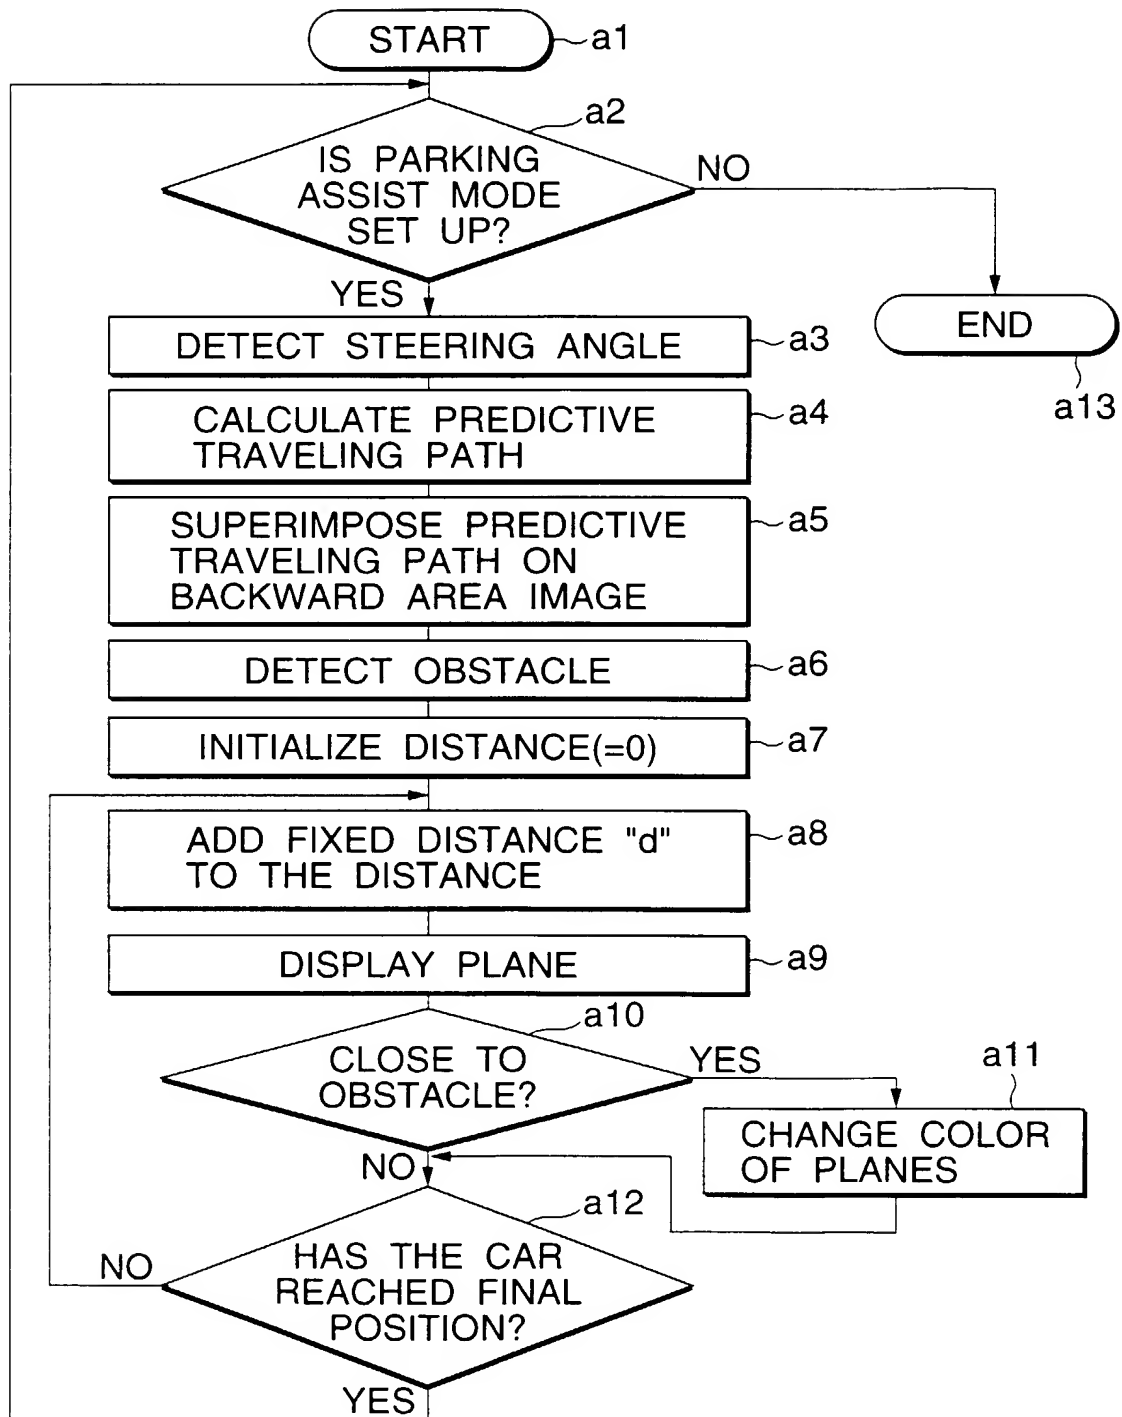 START
a1
a2
IS PARKING
ASSIST MODE
SET UP?
NO
YES
END
a13
DETECT STEERING ANGLE
a3
CALCULATE PREDICTIVE
TRAVELING PATH
a4
SUPERIMPOSE PREDICTIVE
TRAVELING PATH ON
BACKWARD AREA IMAGE
a5
DETECT OBSTACLE
a6
INITIALIZE DISTANCE(=0)
a7
ADD FIXED DISTANCE "d"
TO THE DISTANCE
a8
DISPLAY PLANE
a9
a10
CLOSE TO
OBSTACLE?
YES
a11
CHANGE COLOR
OF PLANES
NO
a12
HAS THE CAR
REACHED FINAL
POSITION?
NO
YES